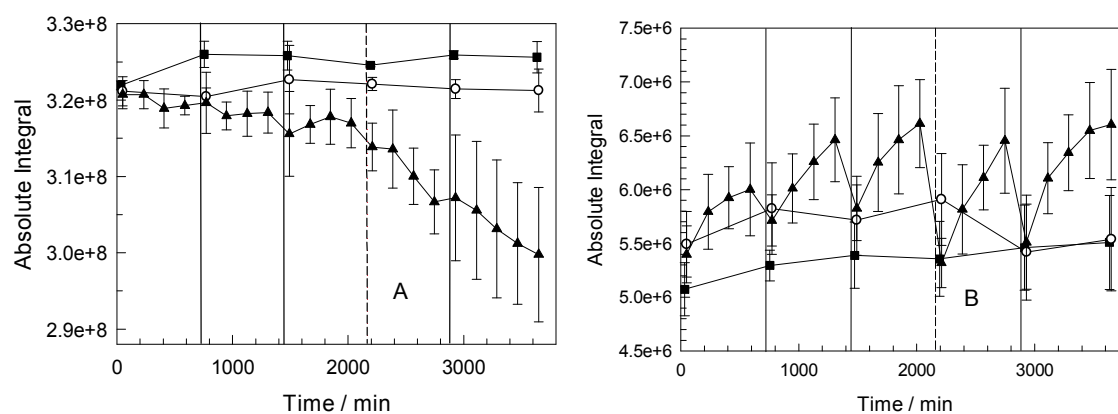 3.3e+8
3.2e+8
3.1e+8
3.0e+8
2.9e+8
Absolute Integral
A
0
1000
2000
3000
Time / min
7.5e+6
7.0e+6
6.5e+6
6.0e+6
5.5e+6
5.0e+6
4.5e+6
Absolute Integral
B
0
1000
2000
3000
Time / min